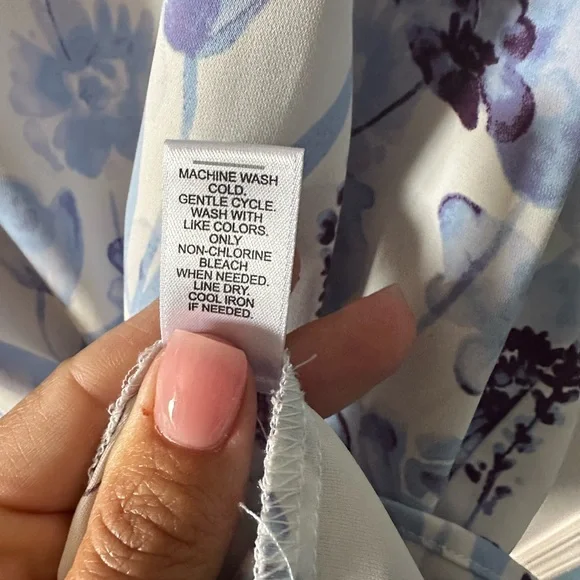 MACHINE WASH
COLD.
GENTLE CYCLE.
WASH WITH
LIKE COLORS.
ONLY
NON-CHLORINE
BLEACH
WHEN NEEDED.
LINE DRY.
COOL IRON
IF NEEDED.